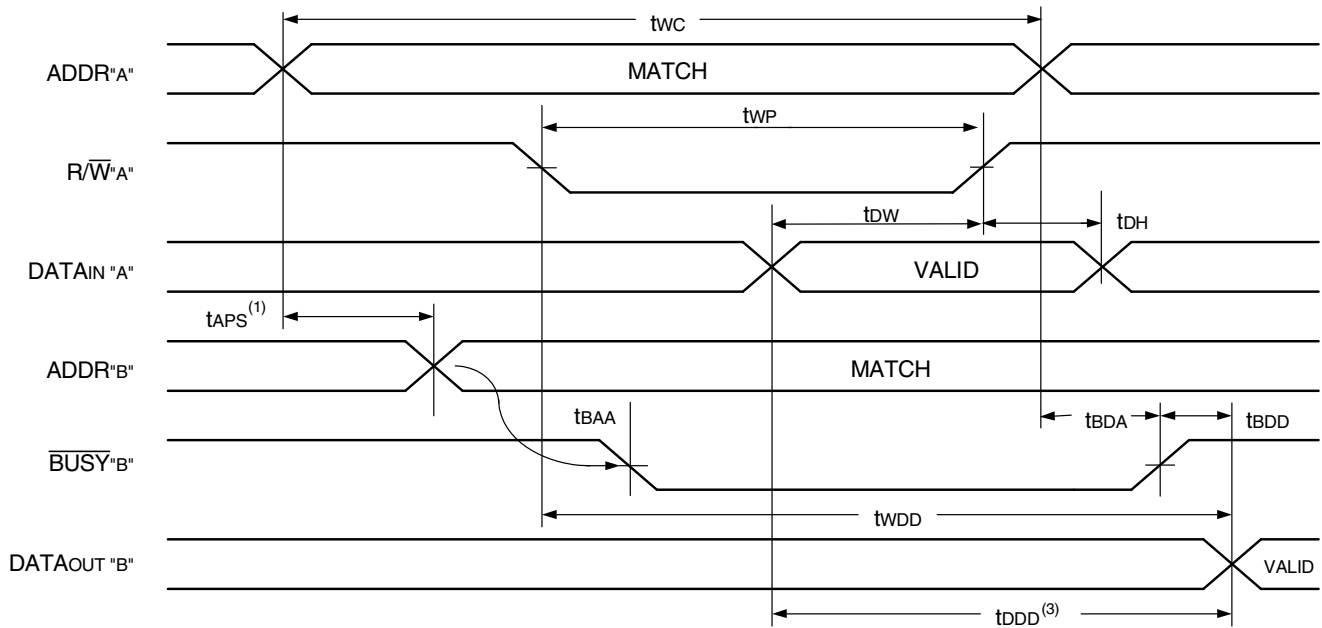 tWC
ADDR"A"
MATCH
tWP
R/W̅"A"
tDW
tDH
DATAIN "A"
VALID
tAPS(1)
ADDR"B"
MATCH
tBAA
tBDA
tBDD
B̅U̅S̅Y̅"B"
tWDD
DATAOUT "B"
VALID
tDDD(3)